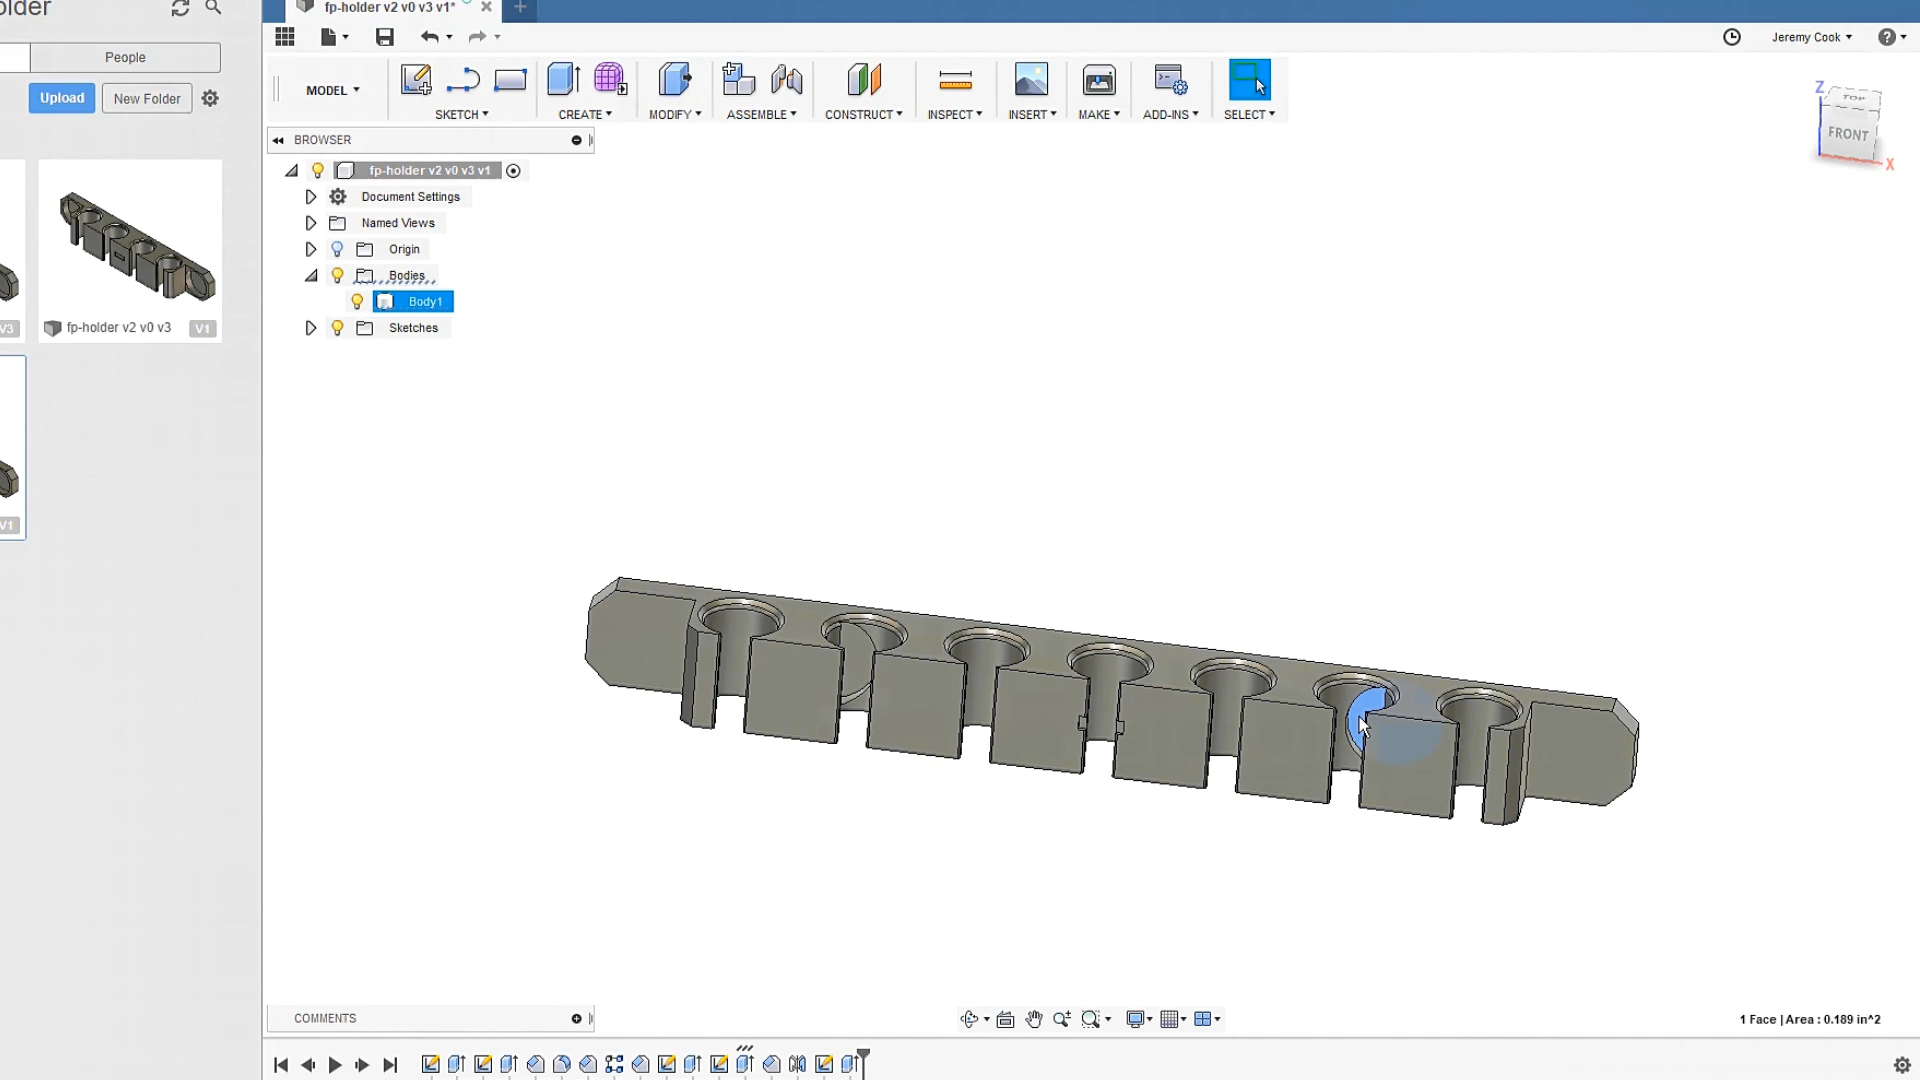 older
fp-holder v2 v0 v3 v1*
People
Upload
New Folder
V3
fp-holder v2 v0 v3
V1
V1
Jeremy Cook
MODEL
SKETCH
CREATE
MODIFY
ASSEMBLE
CONSTRUCT
INSPECT
INSERT
MAKE
ADD-INS
SELECT
BROWSER
fp-holder v2 v0 v3 v1
Document Settings
Named Views
Origin
Bodies
Body1
Sketches
Z
TOP
FRONT
X
COMMENTS
1 Face | Area : 0.189 in^2